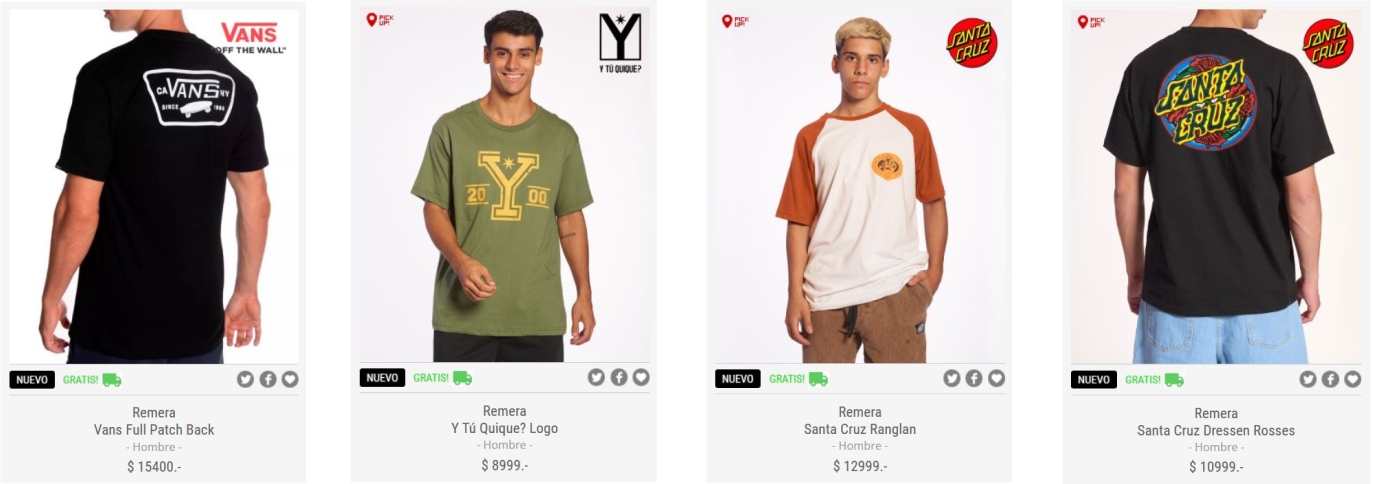 VANS
"OFF THE WALL"
CA VANS NY
SINCE 1966
NUEVO GRATIS!
Remera
Vans Full Patch Back
- Hombre -
$ 15400.-
PICK
UP!
Y
Y TÚ QUIQUE?
20 Y 00
NUEVO GRATIS!
Remera
Y Tú Quique? Logo
- Hombre -
$ 8999.-
PICK
UP!
SANTA
CRUZ
NUEVO GRATIS!
Remera
Santa Cruz Ranglan
- Hombre -
$ 12999.-
PICK
UP!
SANTA
CRUZ
SANTA
CRUZ
NUEVO GRATIS!
Remera
Santa Cruz Dressen Rosses
- Hombre -
$ 10999.-